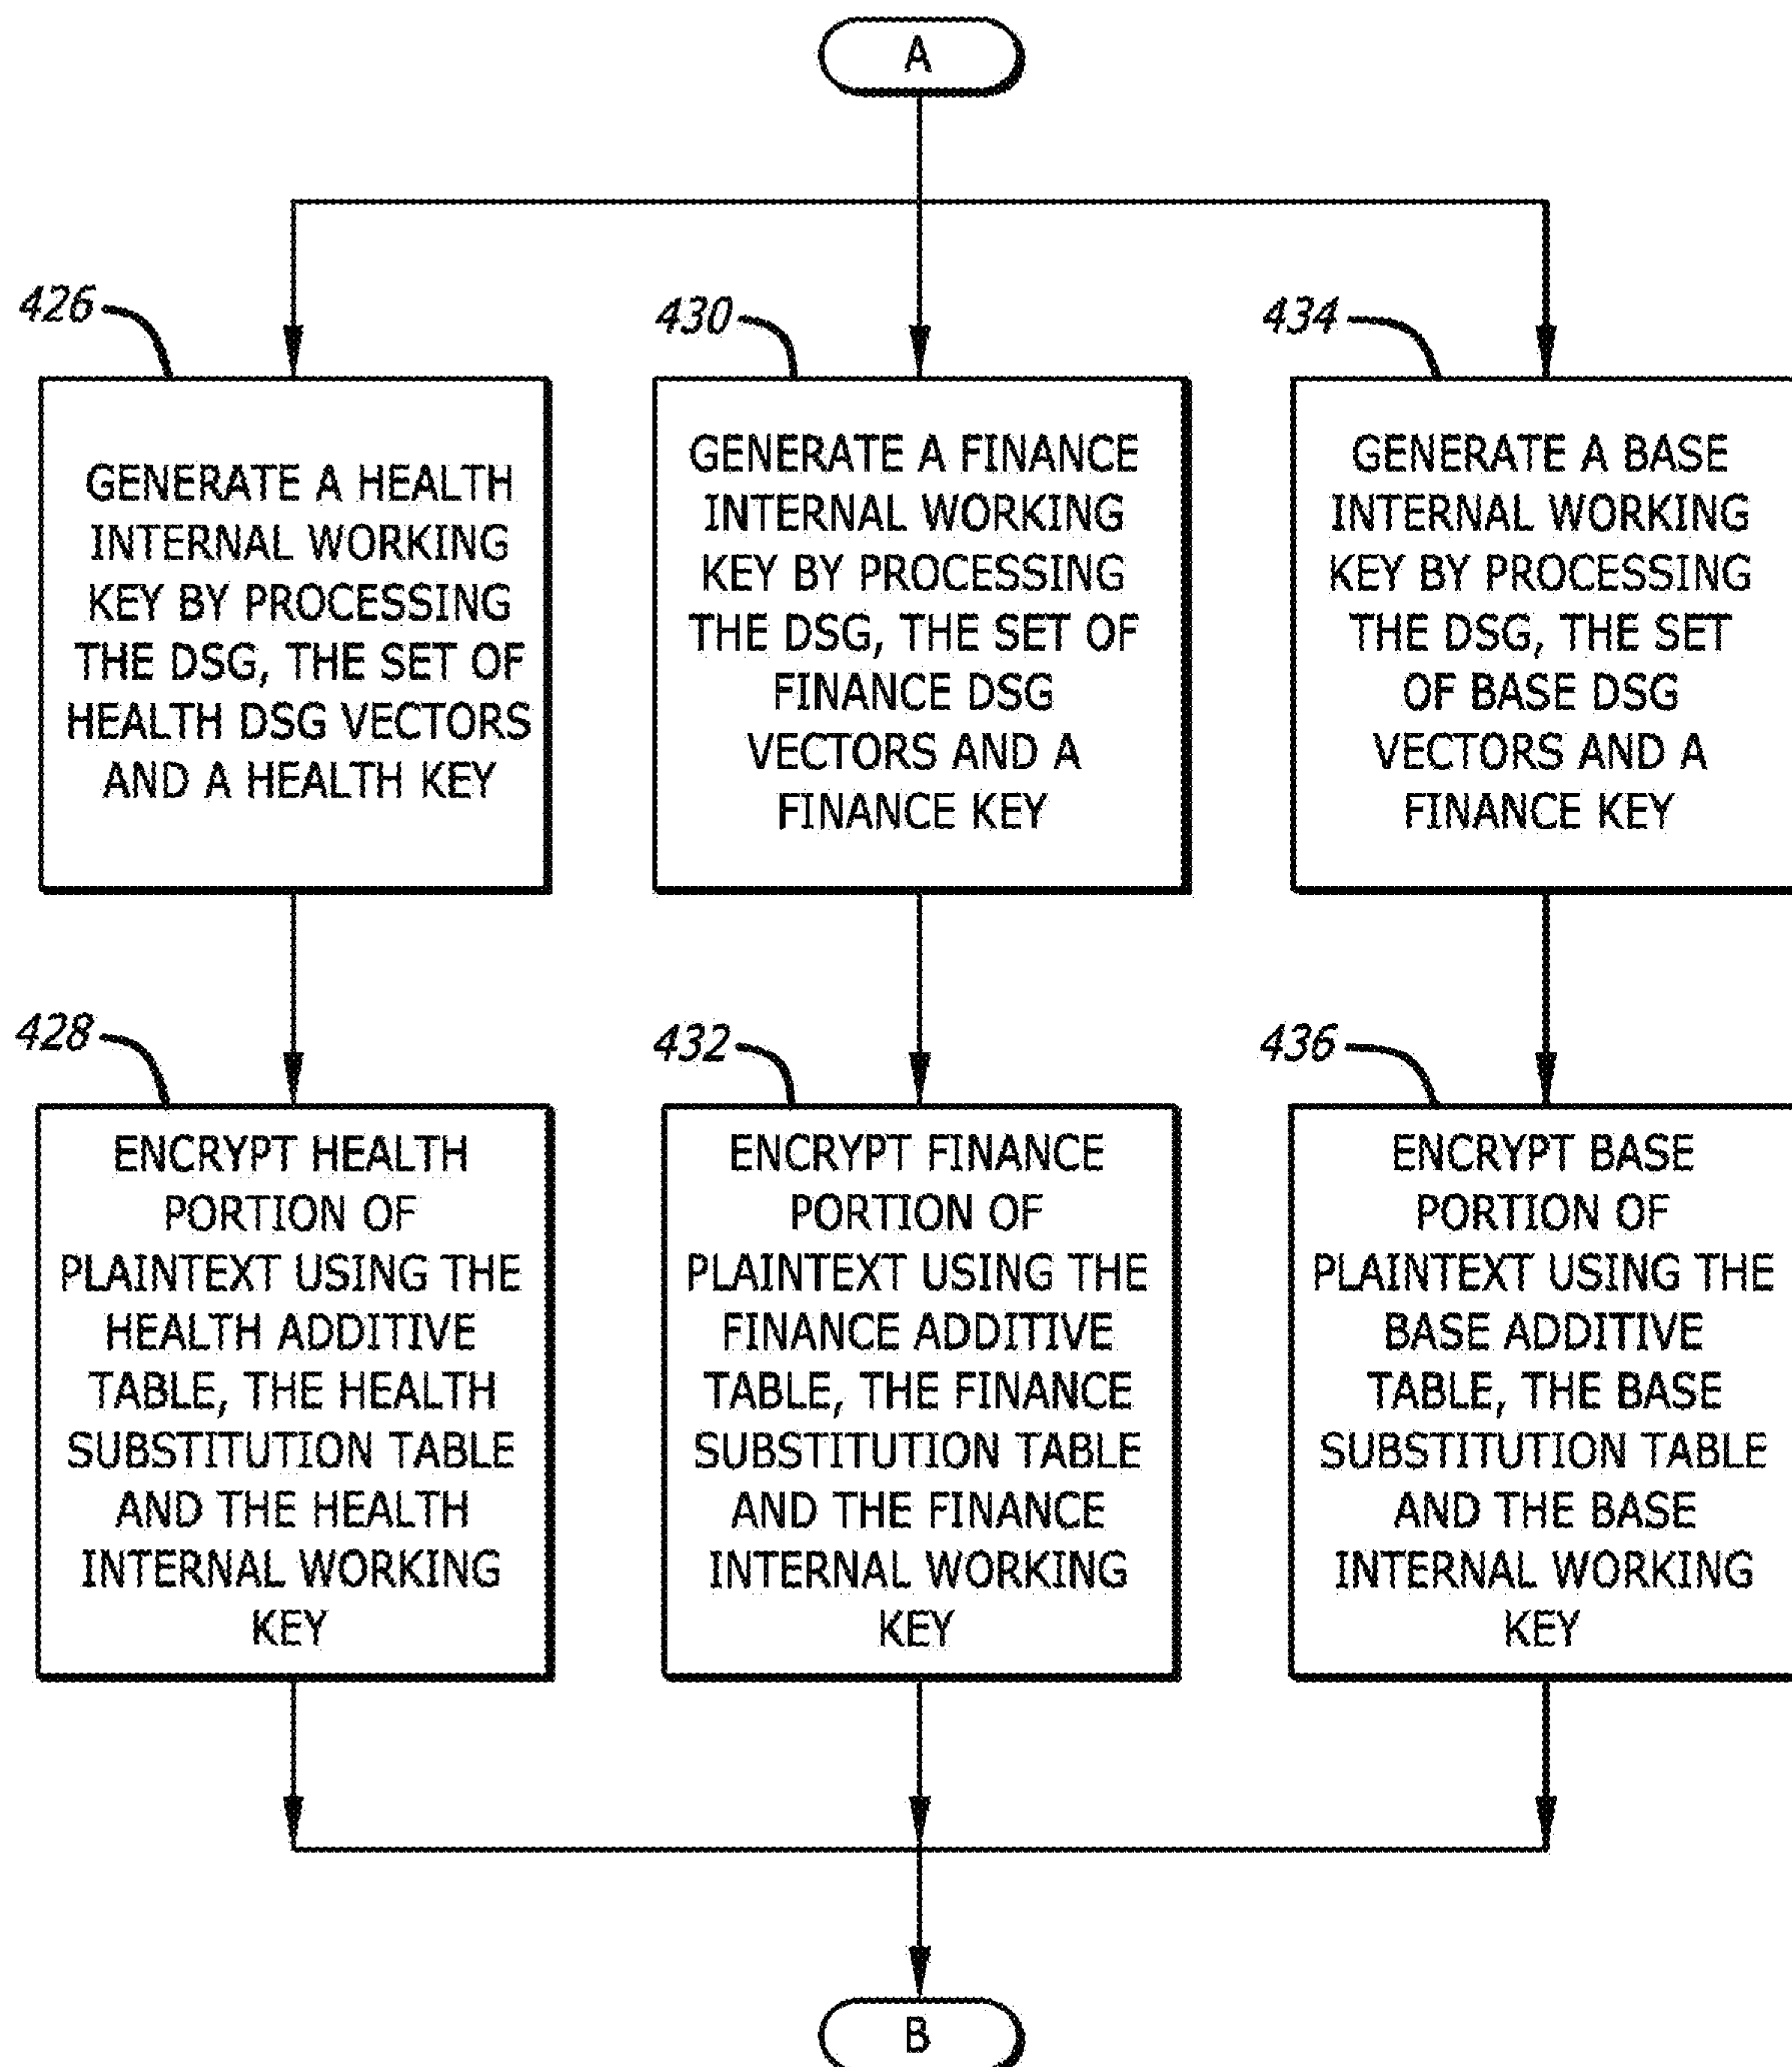 A
426
GENERATE A HEALTH
INTERNAL WORKING
KEY BY PROCESSING
THE DSG, THE SET OF
HEALTH DSG VECTORS
AND A HEALTH KEY
430
GENERATE A FINANCE
INTERNAL WORKING
KEY BY PROCESSING
THE DSG, THE SET OF
FINANCE DSG
VECTORS AND A
FINANCE KEY
434
GENERATE A BASE
INTERNAL WORKING
KEY BY PROCESSING
THE DSG, THE SET
OF BASE DSG
VECTORS AND A
FINANCE KEY
428
ENCRYPT HEALTH
PORTION OF
PLAINTEXT USING THE
HEALTH ADDITIVE
TABLE, THE HEALTH
SUBSTITUTION TABLE
AND THE HEALTH
INTERNAL WORKING
KEY
432
ENCRYPT FINANCE
PORTION OF
PLAINTEXT USING THE
FINANCE ADDITIVE
TABLE, THE FINANCE
SUBSTITUTION TABLE
AND THE FINANCE
INTERNAL WORKING
KEY
436
ENCRYPT BASE
PORTION OF
PLAINTEXT USING THE
BASE ADDITIVE
TABLE, THE BASE
SUBSTITUTION TABLE
AND THE BASE
INTERNAL WORKING
KEY
B